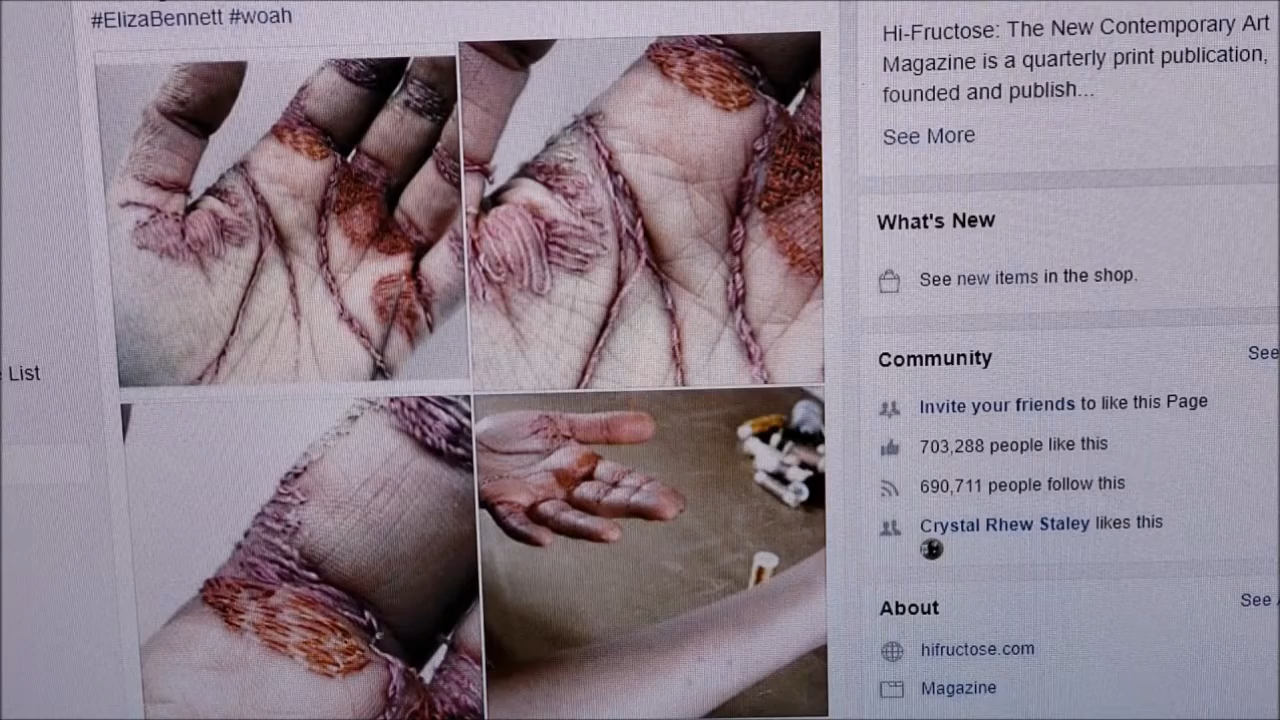 #ElizaBennett #woah
Hi-Fructose: The New Contemporary Art
Magazine is a quarterly print publication,
founded and publish...
See More
What's New
See new items in the shop.
List
Community
See
Invite your friends to like this Page
703,288 people like this
690,711 people follow this
Crystal Rhew Staley likes this
About
See
hifructose.com
Magazine